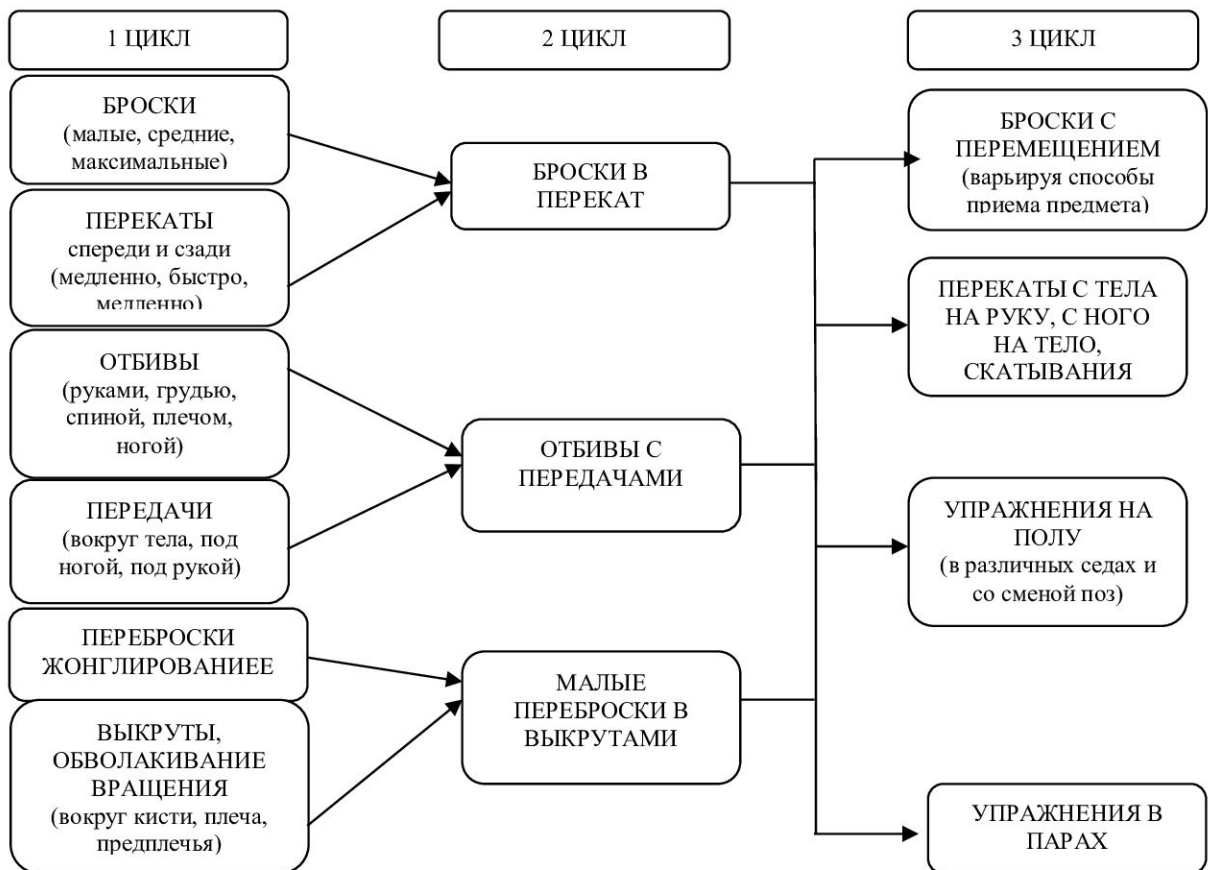 1 ЦИКЛ
2 ЦИКЛ
3 ЦИКЛ
БРОСКИ
(малые, средние,
максимальные)
ПЕРЕКАТЫ
спереди и сзади
(медленно, быстро,
медленно)
ОТБИВЫ
(руками, грудью,
спиной, плечом,
ногой)
ПЕРЕДАЧИ
(вокруг тела, под
ногой, под рукой)
ПЕРЕБРОСКИ
ЖОНГЛИРОВАНИЕЕ
ВЫКРУТЫ,
ОБВОЛАКИВАНИЕ
ВРАЩЕНИЯ
(вокруг кисти, плеча,
предплечья)
БРОСКИ В
ПЕРЕКАТ
ОТБИВЫ С
ПЕРЕДАЧАМИ
МАЛЫЕ
ПЕРЕБРОСКИ В
ВЫКРУТАМИ
БРОСКИ С
ПЕРЕМЕЩЕНИЕМ
(варьируя способы
приема предмета)
ПЕРЕКАТЫ С ТЕЛА
НА РУКУ, С НОГО
НА ТЕЛО,
СКАТЫВАНИЯ
УПРАЖНЕНИЯ НА
ПОЛУ
(в различных седах и
со сменой поз)
УПРАЖНЕНИЯ В
ПАРАХ